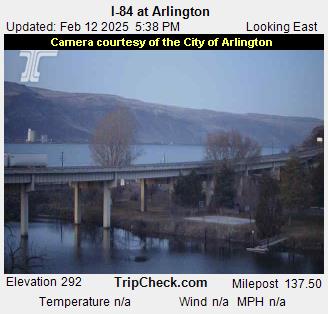 I-84 at Arlington
Updated: Feb 12 2025 5:38 PM Looking East
Camera courtesy of the City of Arlington
Elevation 292 TripCheck.com Milepost 137.50
Temperature n/a Wind n/a MPH n/a